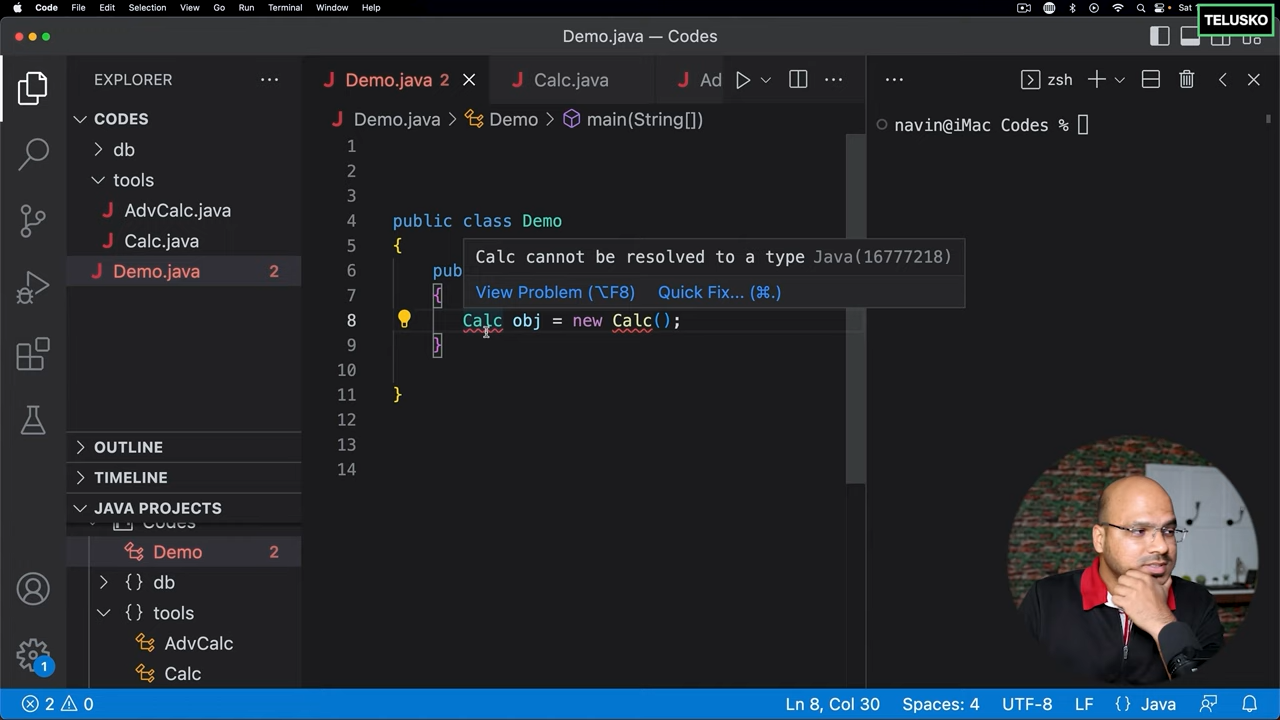 Code File Edit Selection View Go Run Terminal Window Help Sat
TELUSKO
Demo.java — Codes
EXPLORER
Demo.java 2
Calc.java
Ad
zsh
CODES
db
tools
AdvCalc.java
Calc.java
Demo.java 2
OUTLINE
TIMELINE
JAVA PROJECTS
Codes
Demo 2
{} db
{} tools
AdvCalc
Calc
1
Demo.java > Demo > main(String[])
1
2
3
4 public class Demo
5 {
6 pub
7 {
8 Calc obj = new Calc();
9 }
10
11 }
12
13
14
Calc cannot be resolved to a type Java(16777218)
View Problem (⌥F8) Quick Fix... (⌘.)
navin@iMac Codes %
2 0
Ln 8, Col 30 Spaces: 4 UTF-8 LF {} Java